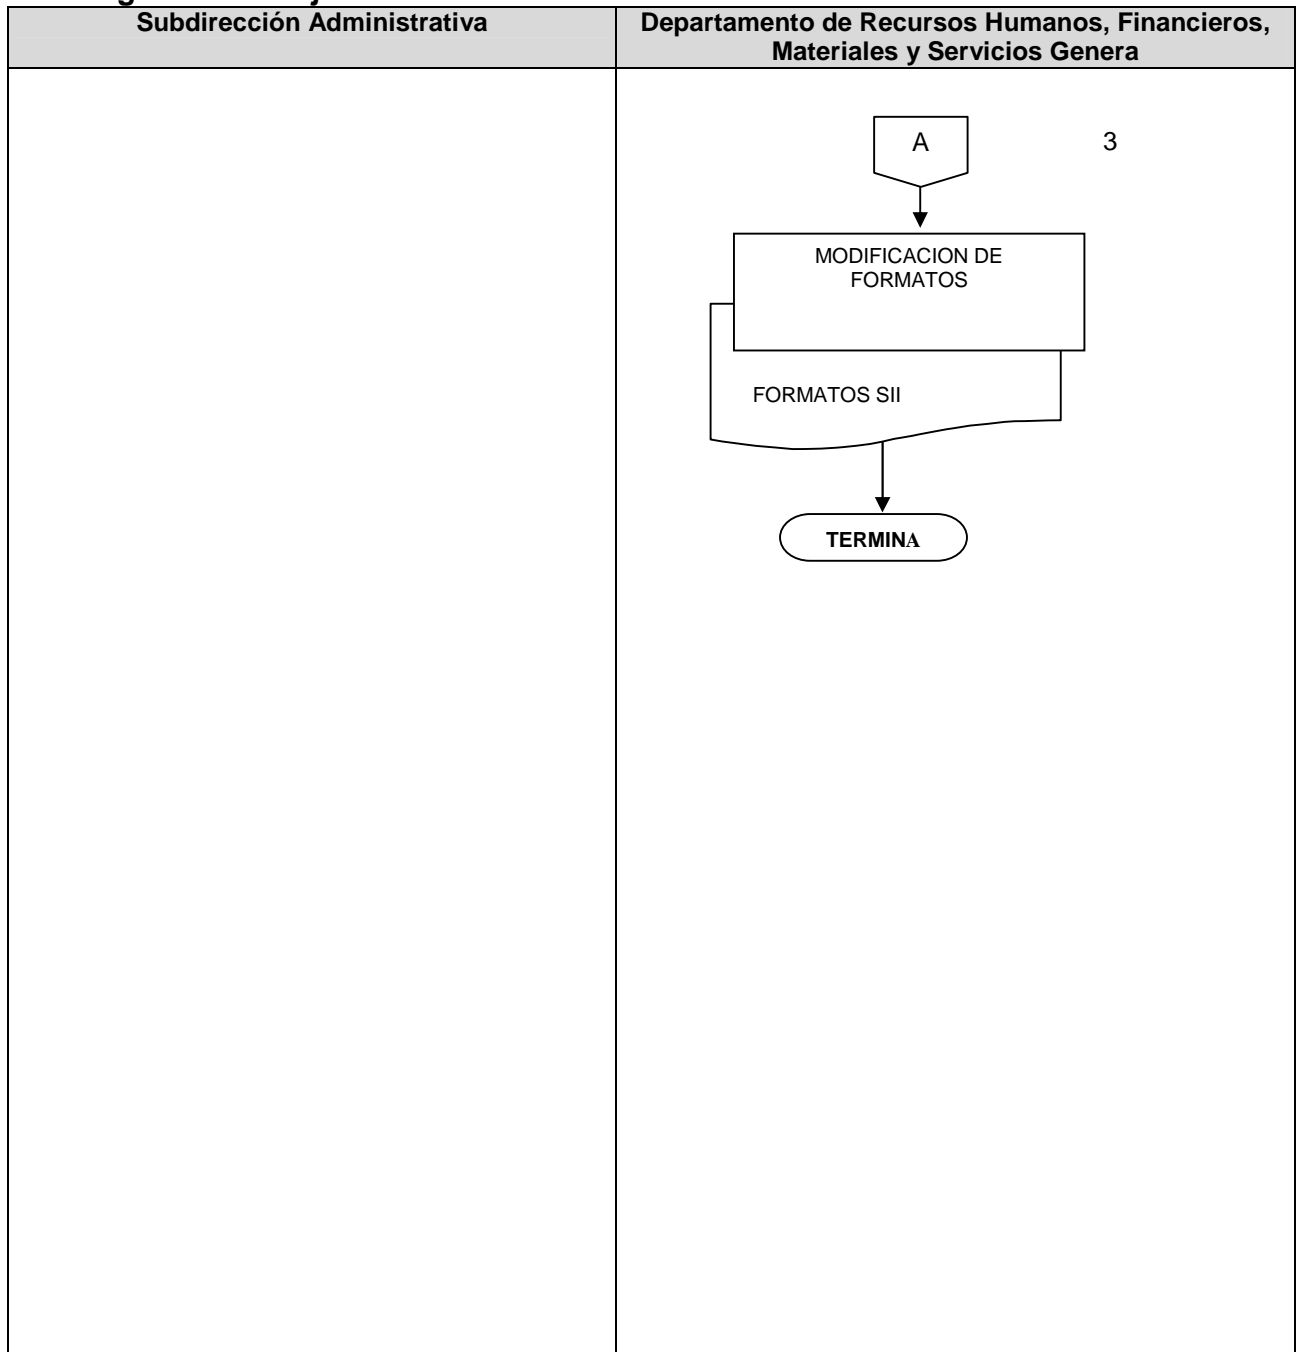 Subdirección Administrativa
Departamento de Recursos Humanos, Financieros,
Materiales y Servicios Genera
A
3
MODIFICACION DE
FORMATOS
FORMATOS SII
TERMINA